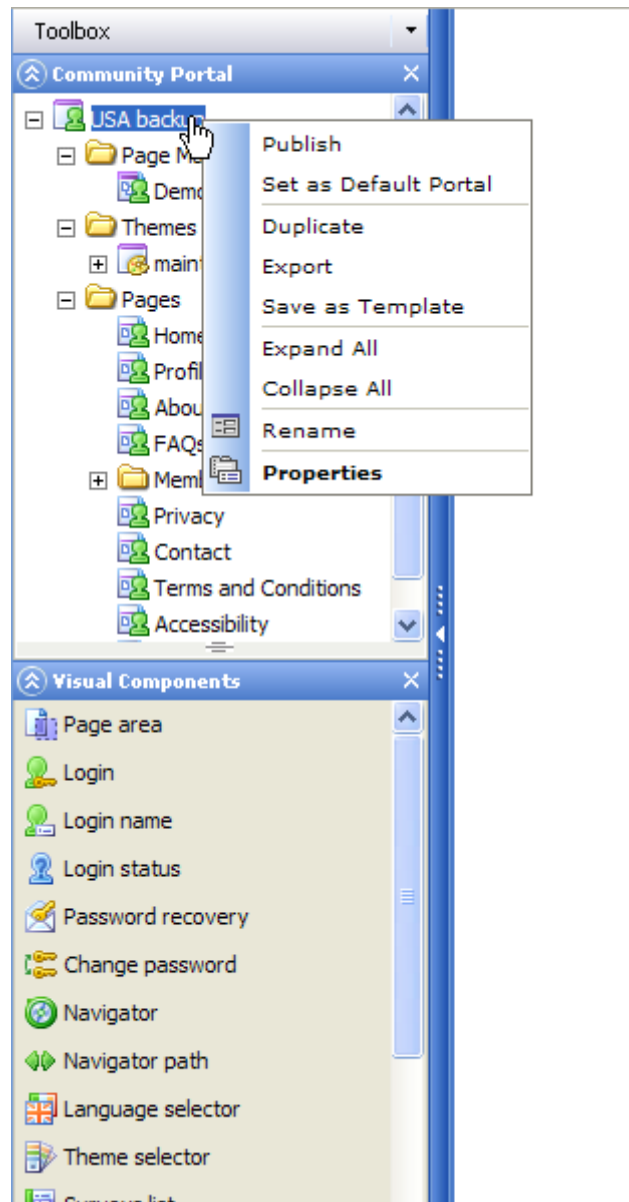 Toolbox
Community Portal
USA backup
Page
Themes
Pages
Privacy
Contact
Terms and Conditions
Accessibility
Publish
Set as Default Portal
Duplicate
Export
Save as Template
Expand All
Collapse All
Rename
Properties
Visual Components
Page area
Login
Login name
Login status
Password recovery
Change password
Navigator
Navigator path
Language selector
Theme selector